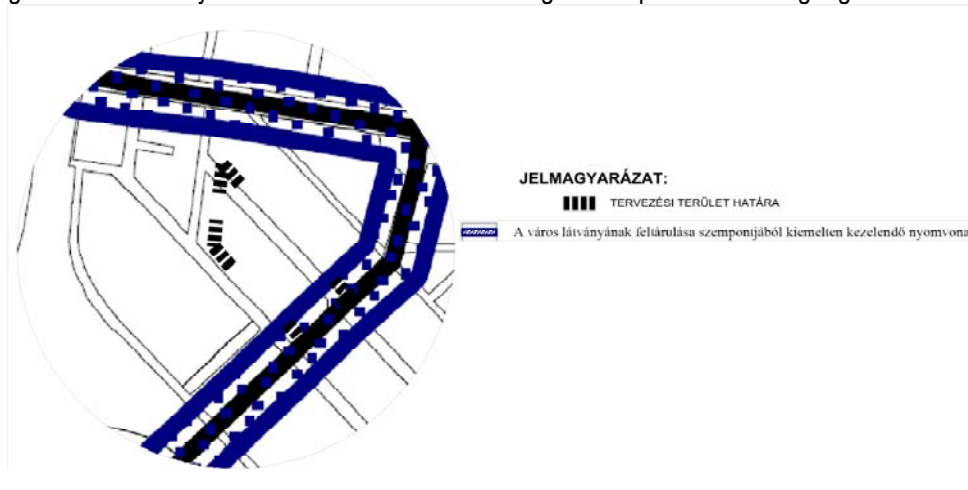 JELMAGYARÁZAT:
TERVEZÉSI TERÜLET HATÁRA
A város látványának feltárulása szempontjából kiemelten kezelendő nyomvona